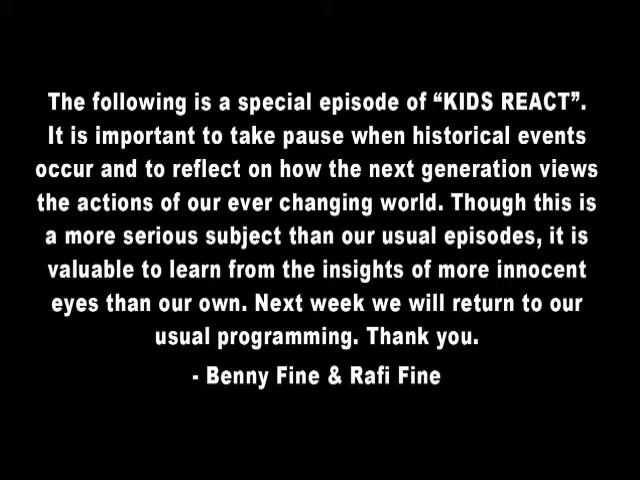 The following is a special episode of “KIDS REACT”.
It is important to take pause when historical events
occur and to reflect on how the next generation views
the actions of our ever changing world. Though this is
a more serious subject than our usual episodes, it is
valuable to learn from the insights of more innocent
eyes than our own. Next week we will return to our
usual programming. Thank you.
- Benny Fine & Rafi Fine